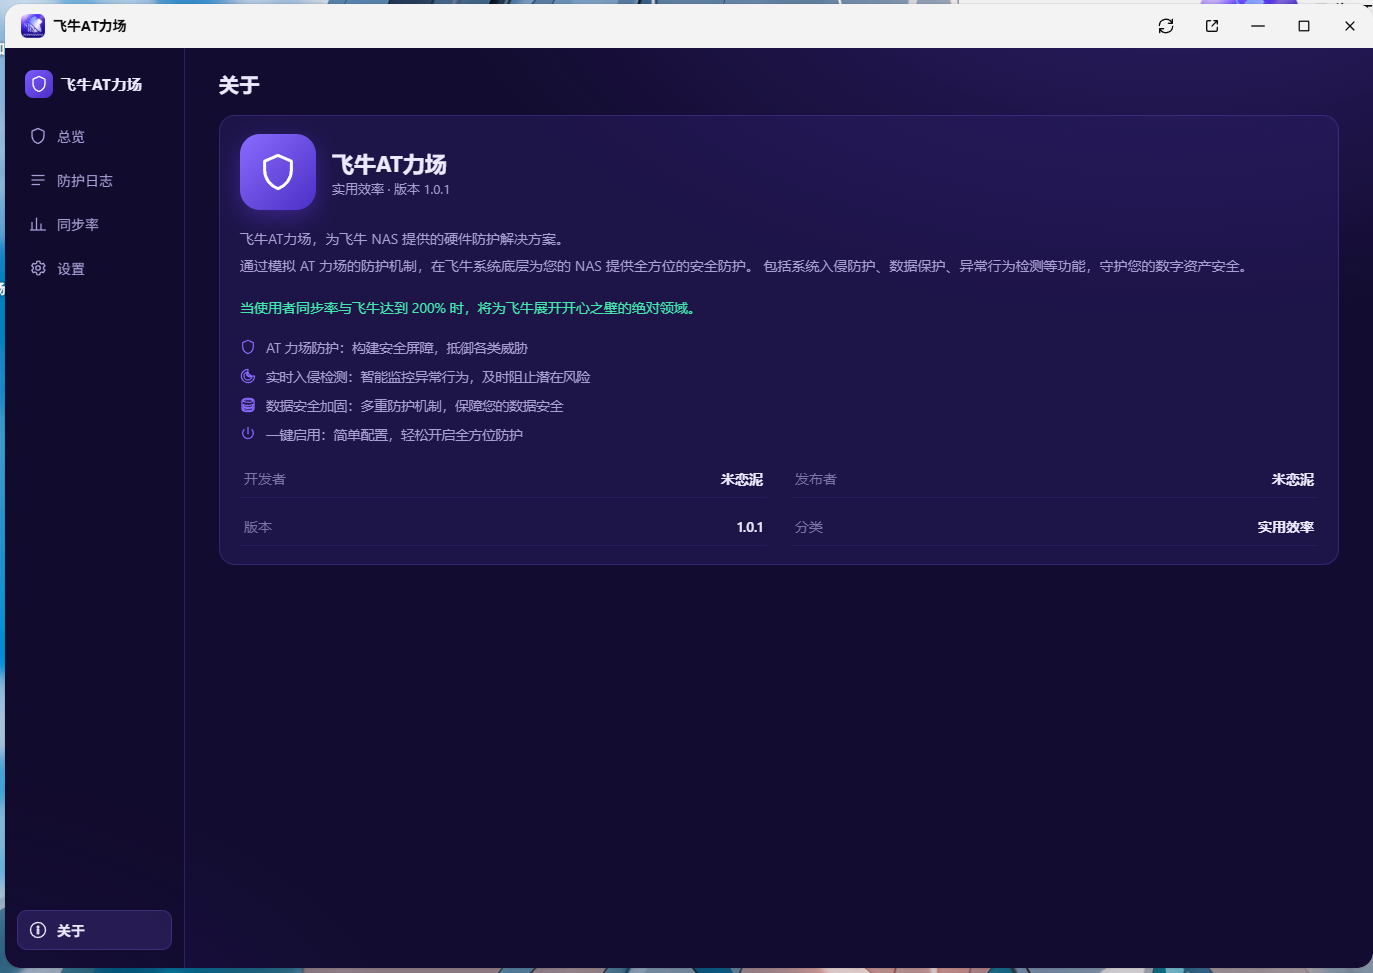 飞牛AT力场
飞牛AT力场
总览
防护日志
同步率
设置
关于
关于
飞牛AT力场
实用效率 · 版本 1.0.1
飞牛AT力场，为飞牛 NAS 提供的硬件防护解决方案。
通过模拟 AT 力场的防护机制，在飞牛系统底层为您的 NAS 提供全方位的安全防护。 包括系统入侵防护、数据保护、异常行为检测等功能，守护您的数字资产安全。
当使用者同步率与飞牛达到 200% 时，将为飞牛展开开心之壁的绝对领域。
AT 力场防护：构建安全屏障，抵御各类威胁
实时入侵检测：智能监控异常行为，及时阻止潜在风险
数据安全加固：多重防护机制，保障您的数据安全
一键启用：简单配置，轻松开启全方位防护
开发者 米恋泥 发布者 米恋泥
版本 1.0.1 分类 实用效率